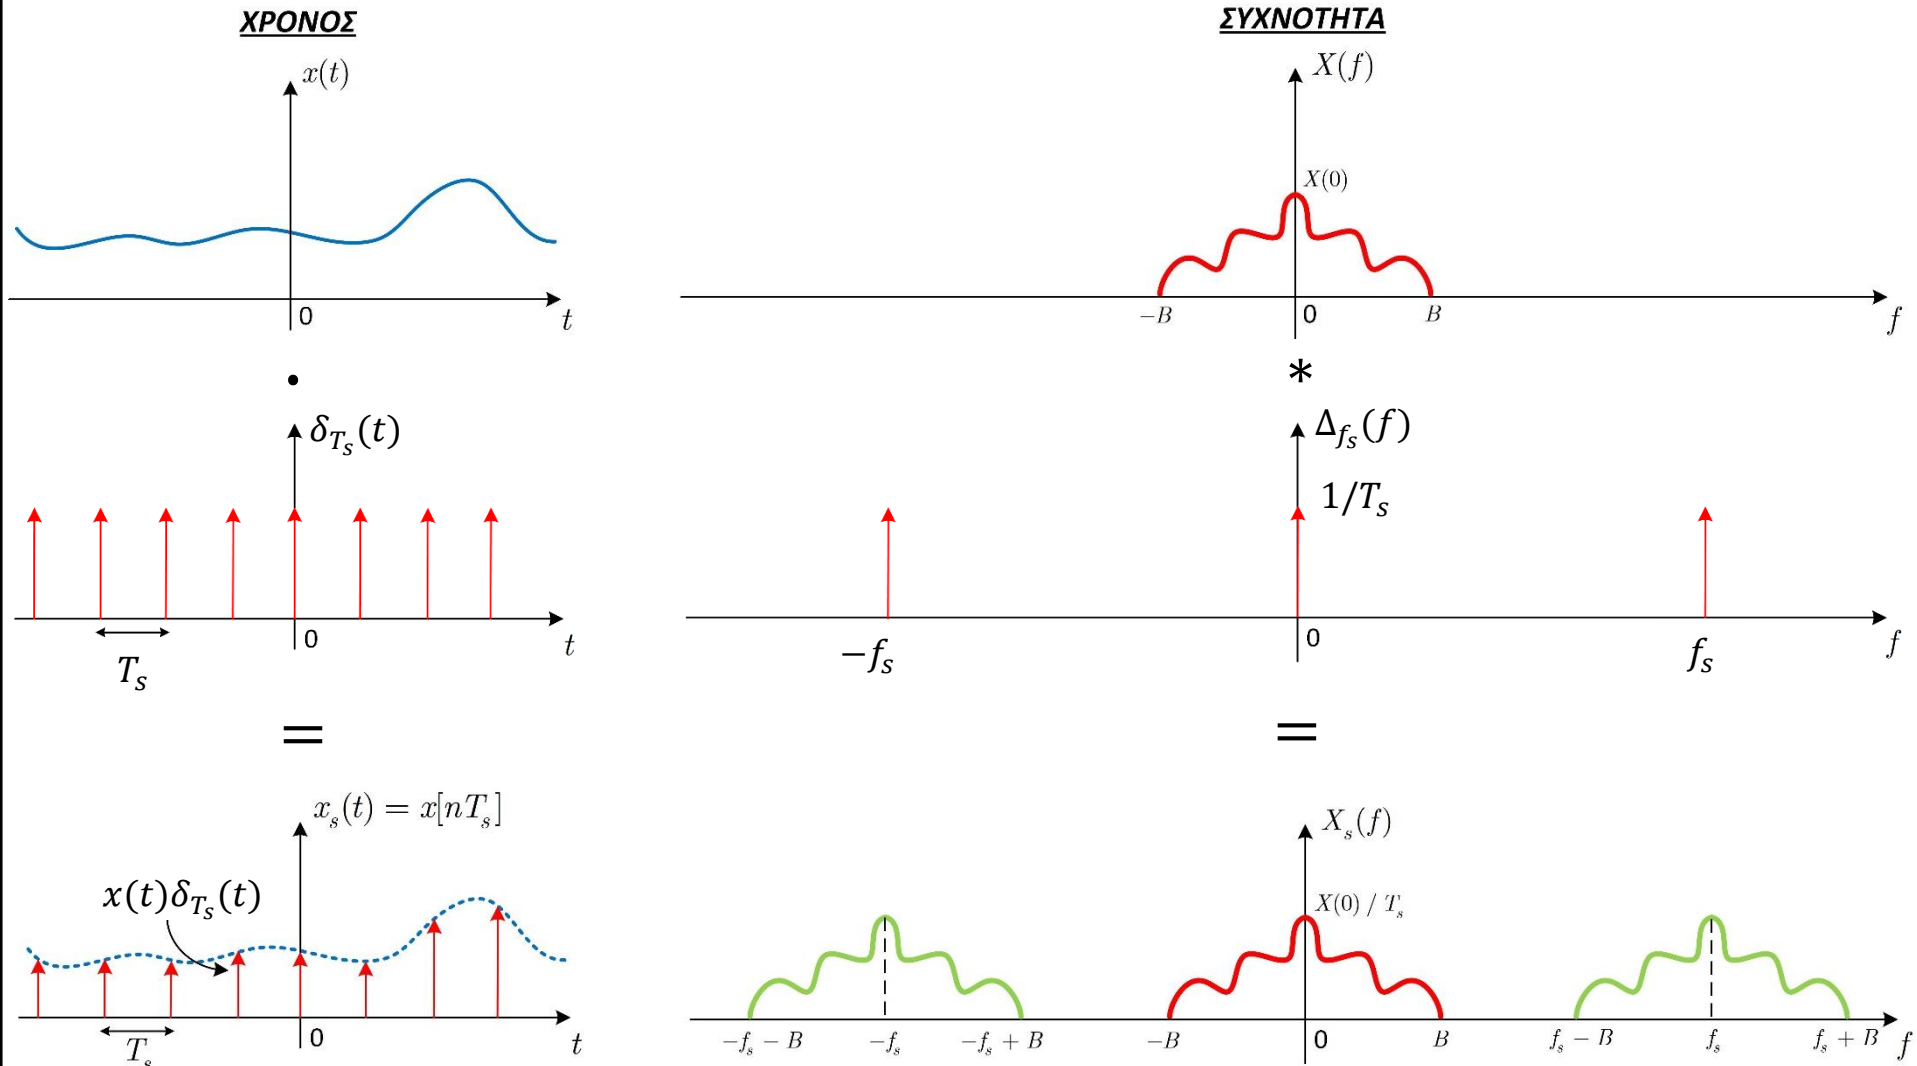 ΧΡΟΝΟΣ
x(t)
0
t
·
δ_{T_s}(t)
0
t
T_s
=
x_s(t) = x[nT_s]
x(t)δ_{T_s}(t)
0
t
T_s
ΣΥΧΝΟΤΗΤΑ
X(f)
X(0)
−B
0
B
f
*
Δ_{f_s}(f)
1/T_s
0
f
−f_s
f_s
=
X_s(f)
X(0) / T_s
−f_s − B
−f_s
−f_s + B
−B
0
B
f_s − B
f_s
f_s + B
f